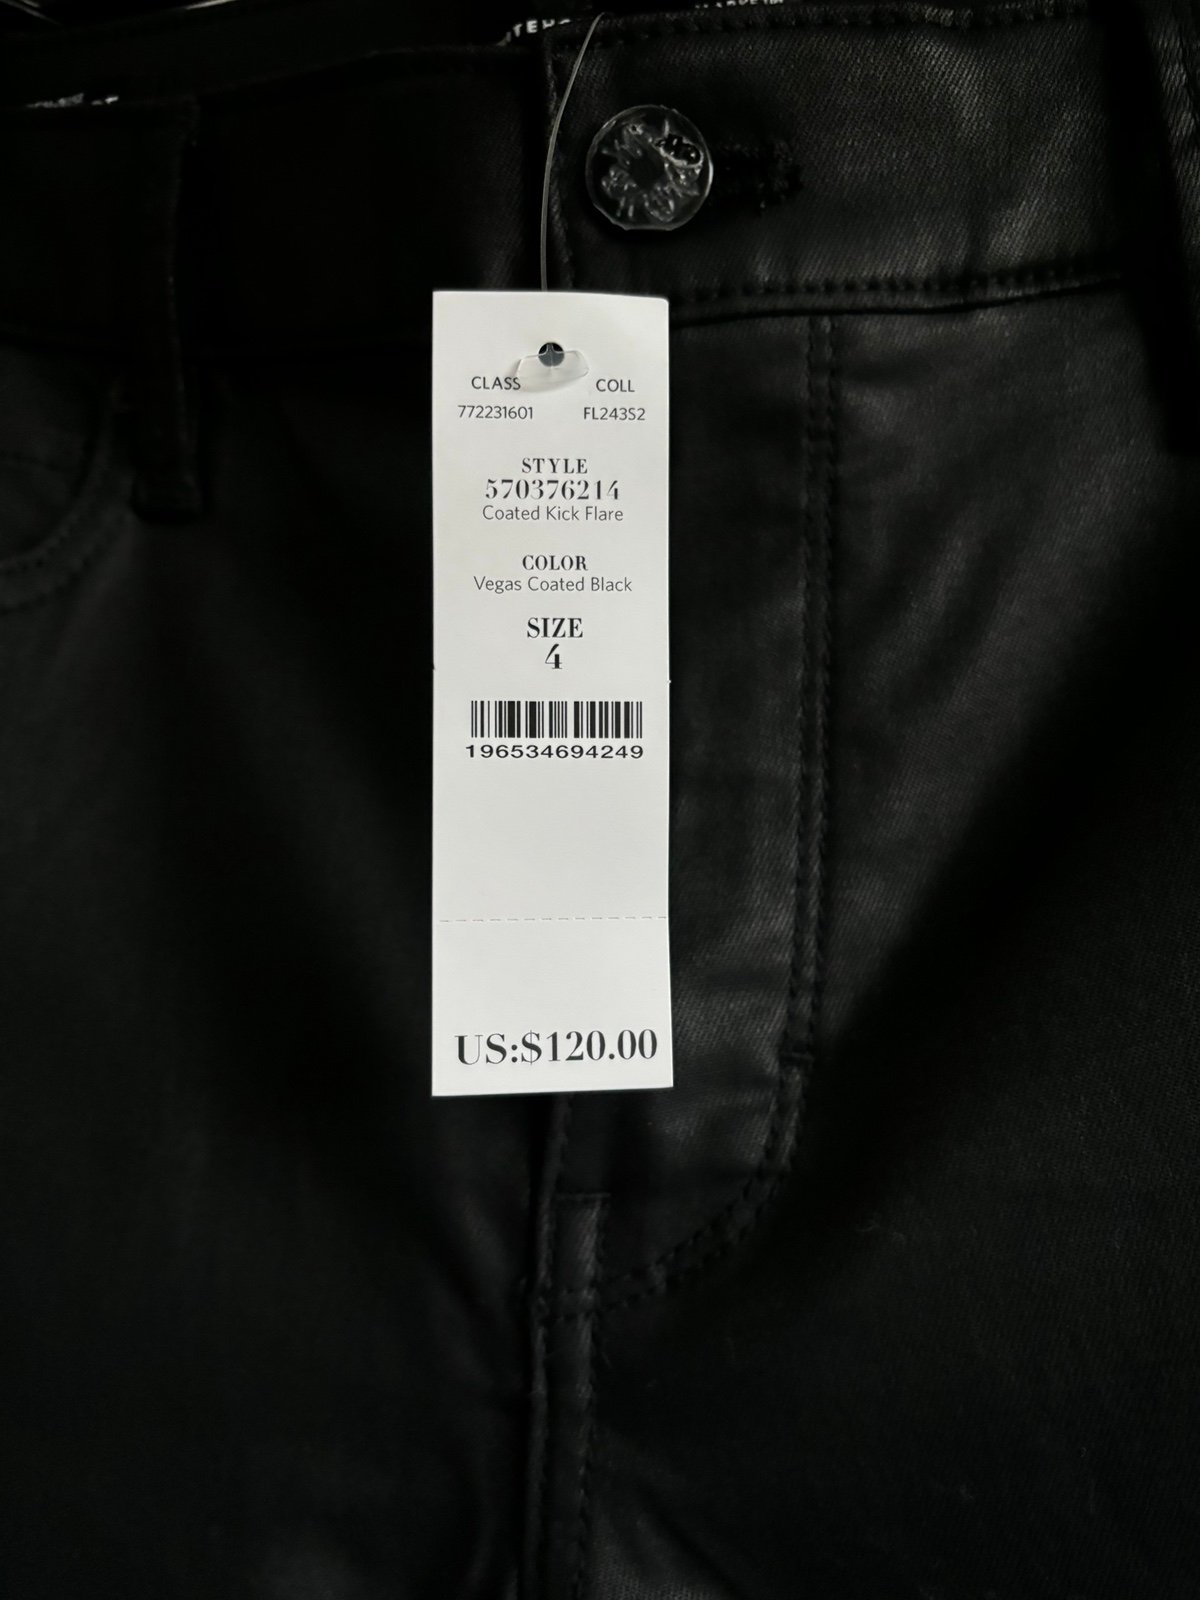 CLASS COLL
772231601 FL243S2
STYLE
570376214
Coated Kick Flare
COLOR
Vegas Coated Black
SIZE
4
196534694249
US:$120.00